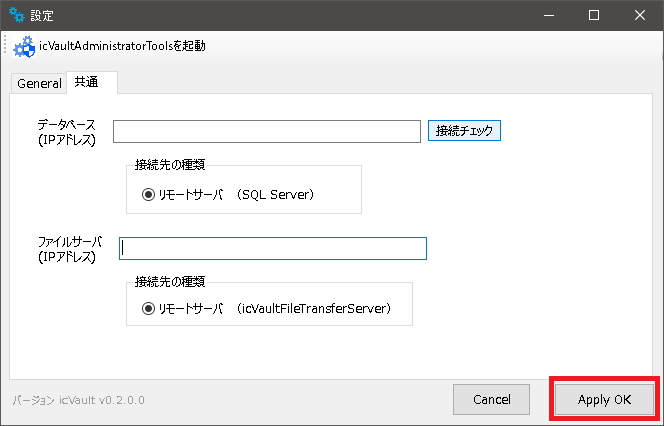 設定
icVaultAdministratorToolsを起動
General 共通
データベース
(IPアドレス)
接続チェック
接続先の種類
リモートサーバ （SQL Server）
ファイルサーバ
(IPアドレス)
接続先の種類
リモートサーバ （icVaultFileTransferServer）
バージョン icVault v0.2.0.0
Cancel
Apply OK